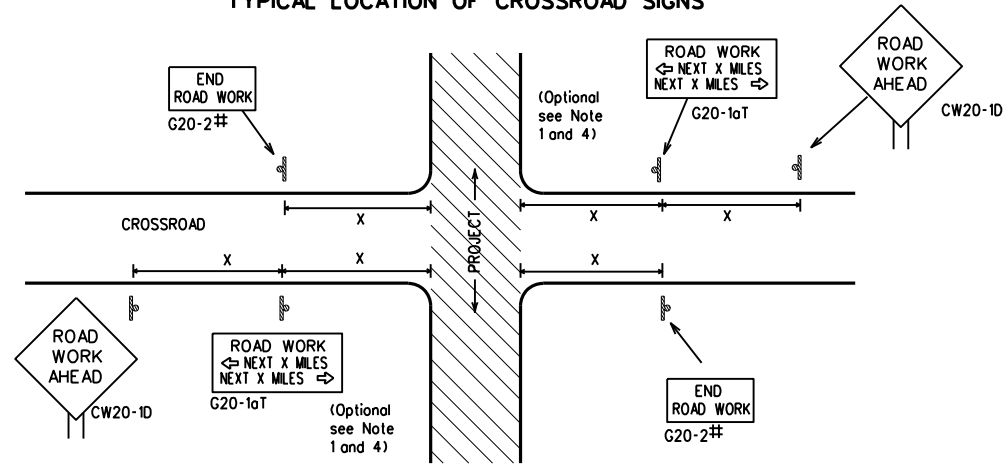 TYPICAL LOCATION OF CROSSROAD SIGNS
END
ROAD WORK
G20-2#
(Optional
see Note
1 and 4)
ROAD WORK
⇦ NEXT X MILES
NEXT X MILES ⇨
G20-1aT
ROAD
WORK
AHEAD
CW20-1D
X
X
X
CROSSROAD
PROJECT
X
X
X
ROAD
WORK
AHEAD
CW20-1D
ROAD WORK
⇦ NEXT X MILES
NEXT X MILES ⇨
G20-1aT
(Optional
see Note
1 and 4)
END
ROAD WORK
G20-2#